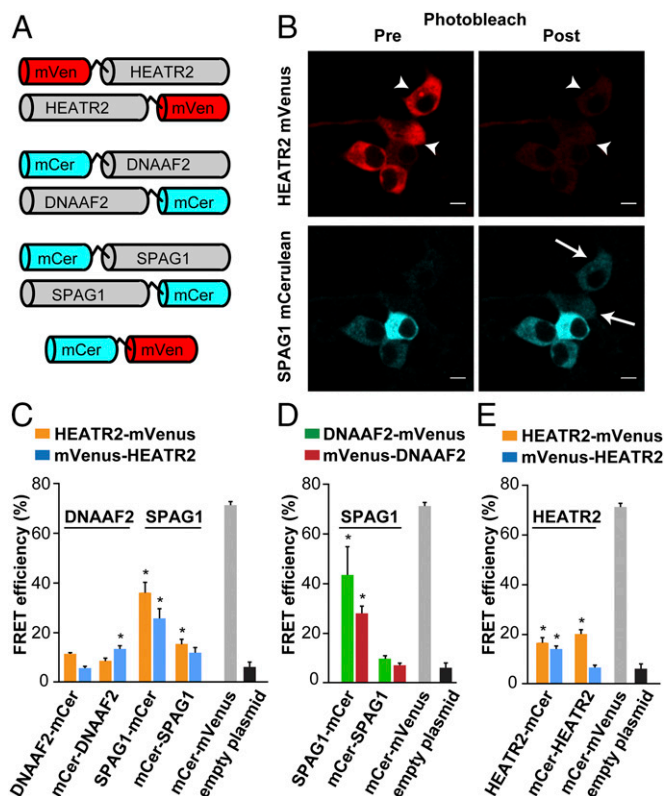 A
mVen HEATR2
HEATR2 mVen
mCer DNAAF2
DNAAF2 mCer
mCer SPAG1
SPAG1 mCer
mCer mVen
B
Photobleach
Pre Post
HEATR2 mVenus
SPAG1 mCerulean
C
HEATR2-mVenus
mVenus-HEATR2
FRET efficiency (%)
80
60
40
20
0
DNAAF2 SPAG1
* * * *
DNAAF2-mCer
mCer-DNAAF2
SPAG1-mCer
mCer-SPAG1
mCer-mVenus
empty plasmid
D
DNAAF2-mVenus
mVenus-DNAAF2
FRET efficiency (%)
80
60
40
20
0
SPAG1
* *
SPAG1-mCer
mCer-SPAG1
mCer-mVenus
empty plasmid
E
HEATR2-mVenus
mVenus-HEATR2
FRET efficiency (%)
80
60
40
20
0
HEATR2
* * *
HEATR2-mCer
mCer-HEATR2
mCer-mVenus
empty plasmid